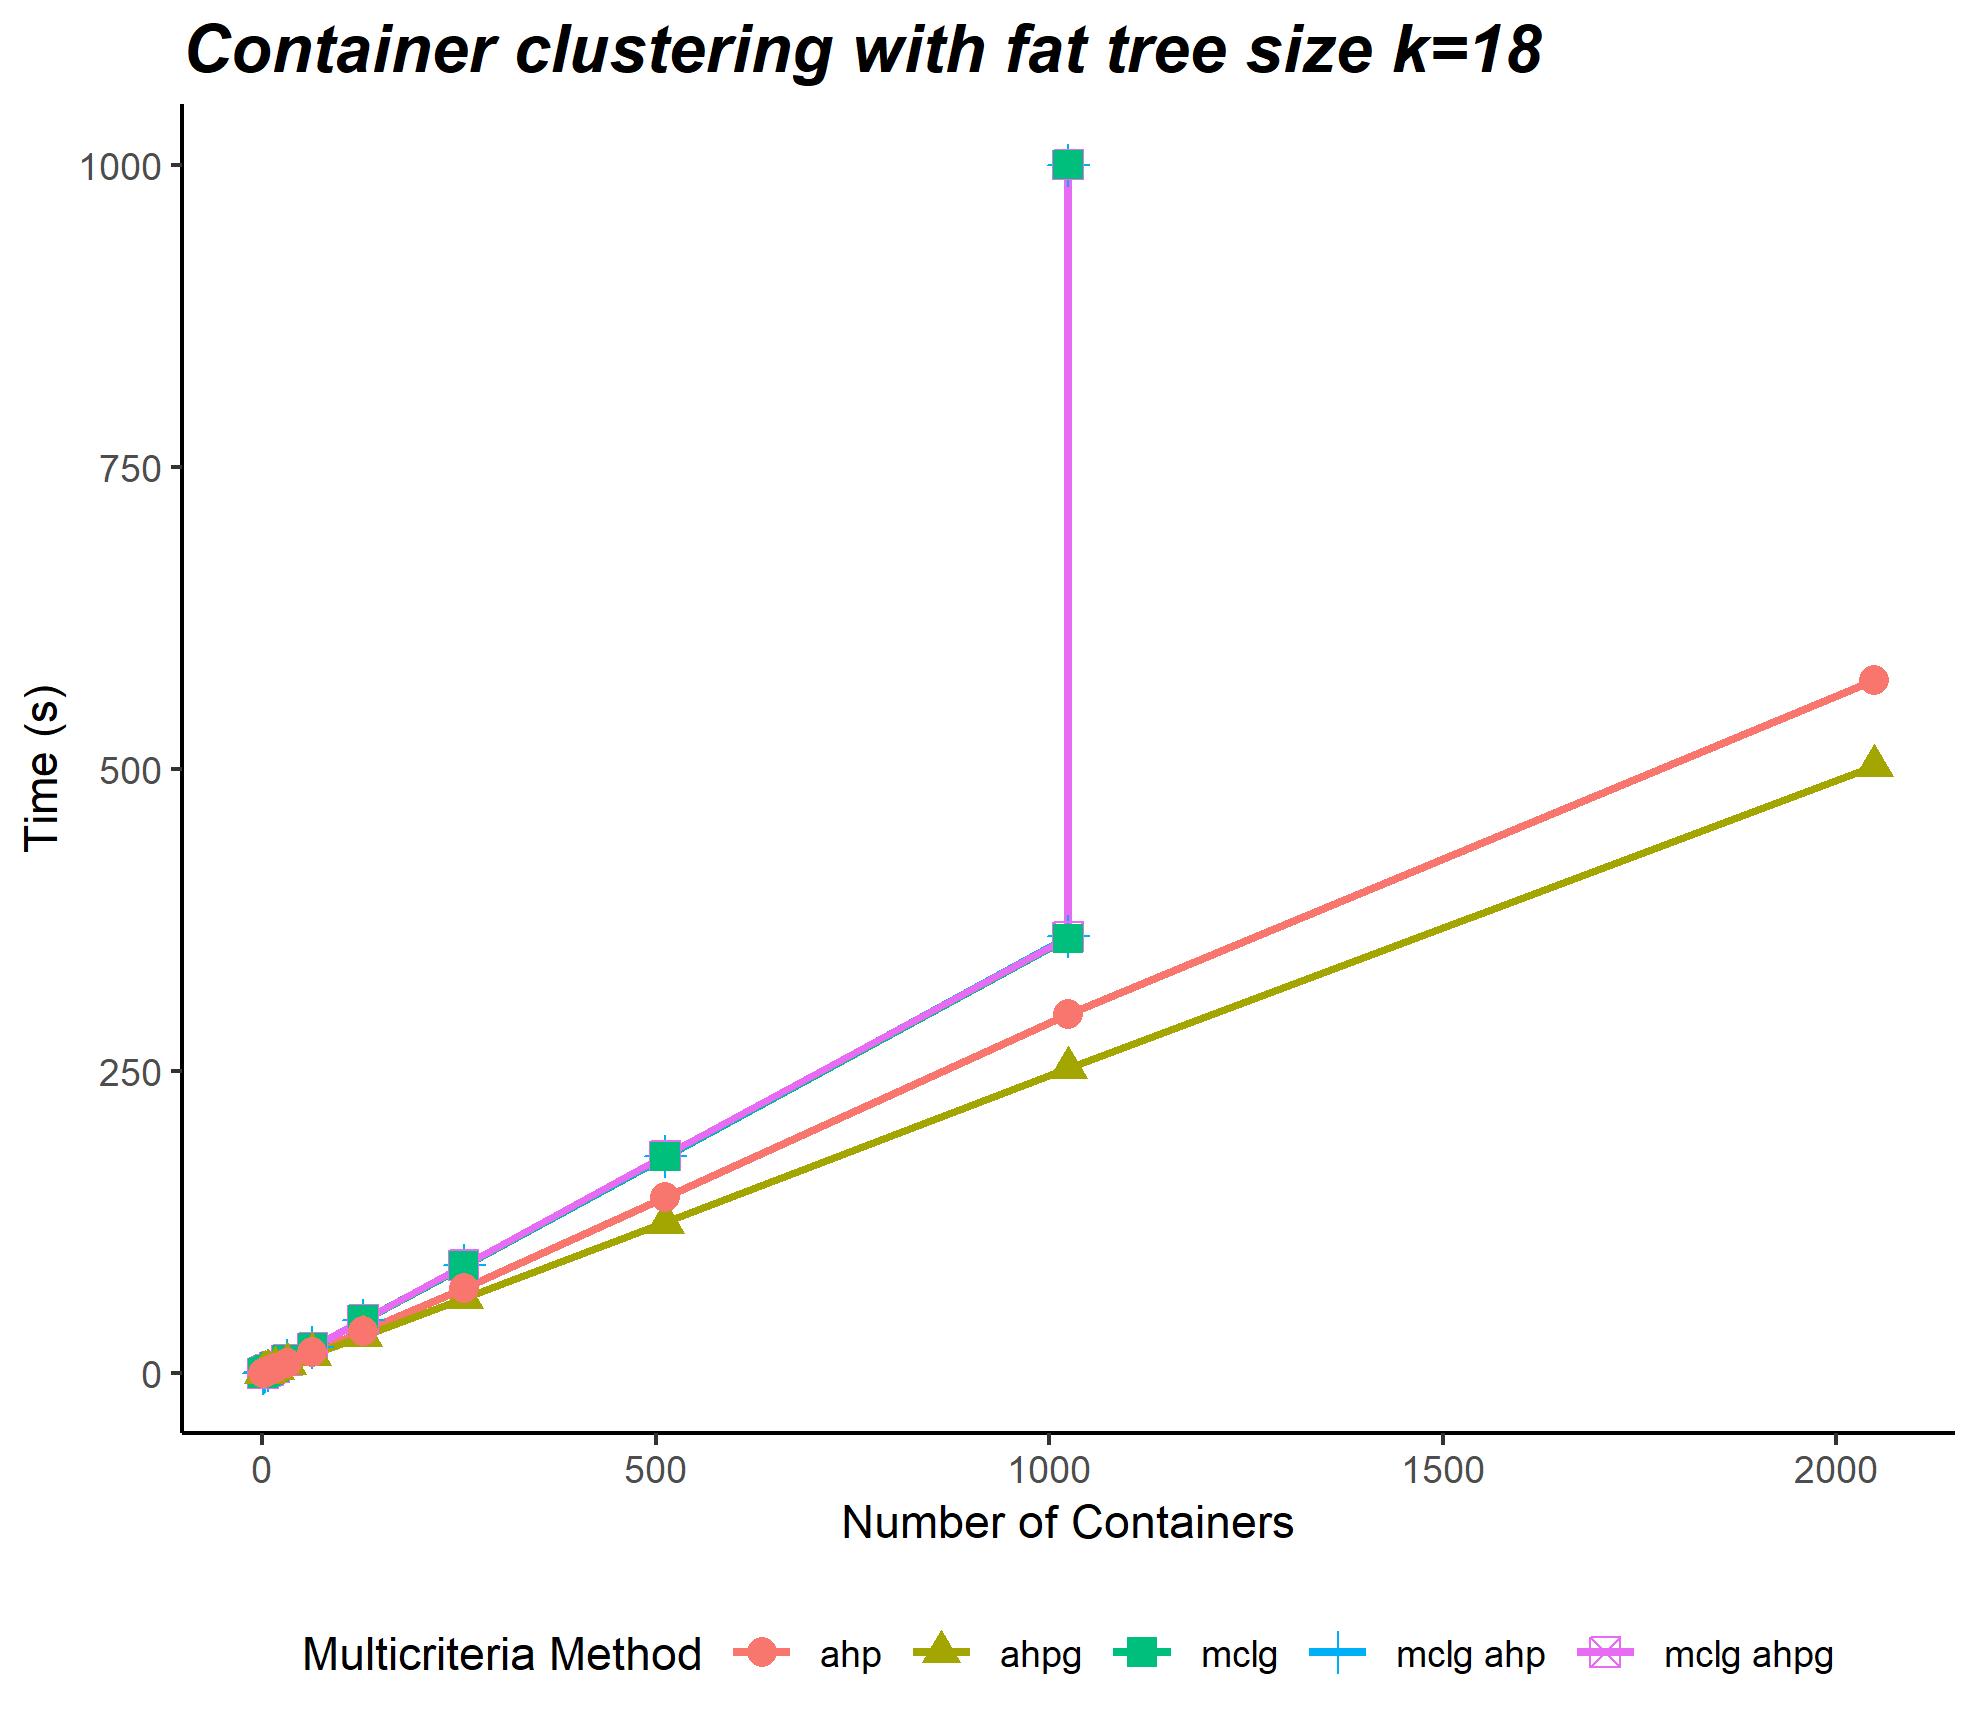 Container clustering with fat tree size k=18
1000
750
500
250
0
Time (s)
0 500 1000 1500 2000
Number of Containers
Multicriteria Method ahp ahpg mclg mclg ahp mclg ahpg